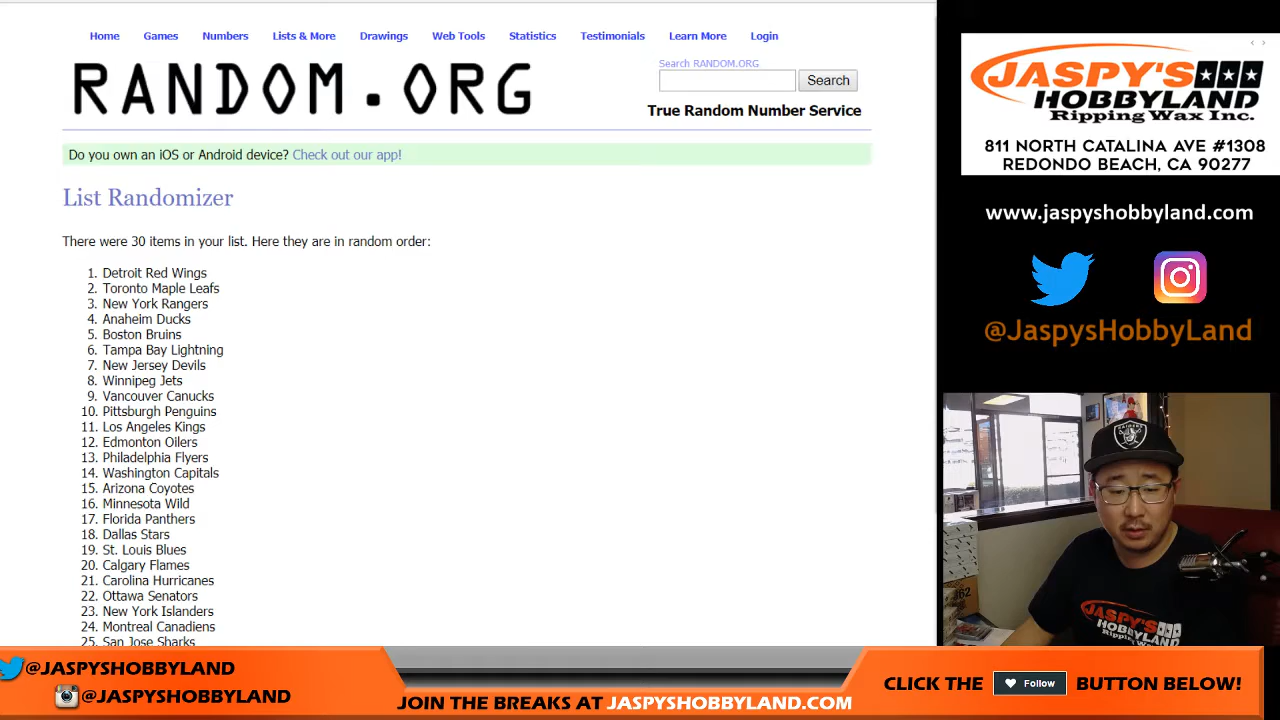 Home Games Numbers Lists & More Drawings Web Tools Statistics Testimonials Learn More Login
RANDOM.ORG
Search RANDOM.ORG
Search
True Random Number Service
Do you own an iOS or Android device? Check out our app!
List Randomizer
There were 30 items in your list. Here they are in random order:
1. Detroit Red Wings
2. Toronto Maple Leafs
3. New York Rangers
4. Anaheim Ducks
5. Boston Bruins
6. Tampa Bay Lightning
7. New Jersey Devils
8. Winnipeg Jets
9. Vancouver Canucks
10. Pittsburgh Penguins
11. Los Angeles Kings
12. Edmonton Oilers
13. Philadelphia Flyers
14. Washington Capitals
15. Arizona Coyotes
16. Minnesota Wild
17. Florida Panthers
18. Dallas Stars
19. St. Louis Blues
20. Calgary Flames
21. Carolina Hurricanes
22. Ottawa Senators
23. New York Islanders
24. Montreal Canadiens
25. San Jose Sharks
JASPY'S
HOBBYLAND
Ripping Wax Inc.
811 NORTH CATALINA AVE #1308
REDONDO BEACH, CA 90277
www.jaspyshobbyland.com
@JaspysHobbyLand
RAIDERS
JASPY'S
HOBBYLAND
@JASPYSHOBBYLAND
@JASPYSHOBBYLAND
JOIN THE BREAKS AT JASPYSHOBBYLAND.COM
CLICK THE Follow BUTTON BELOW!